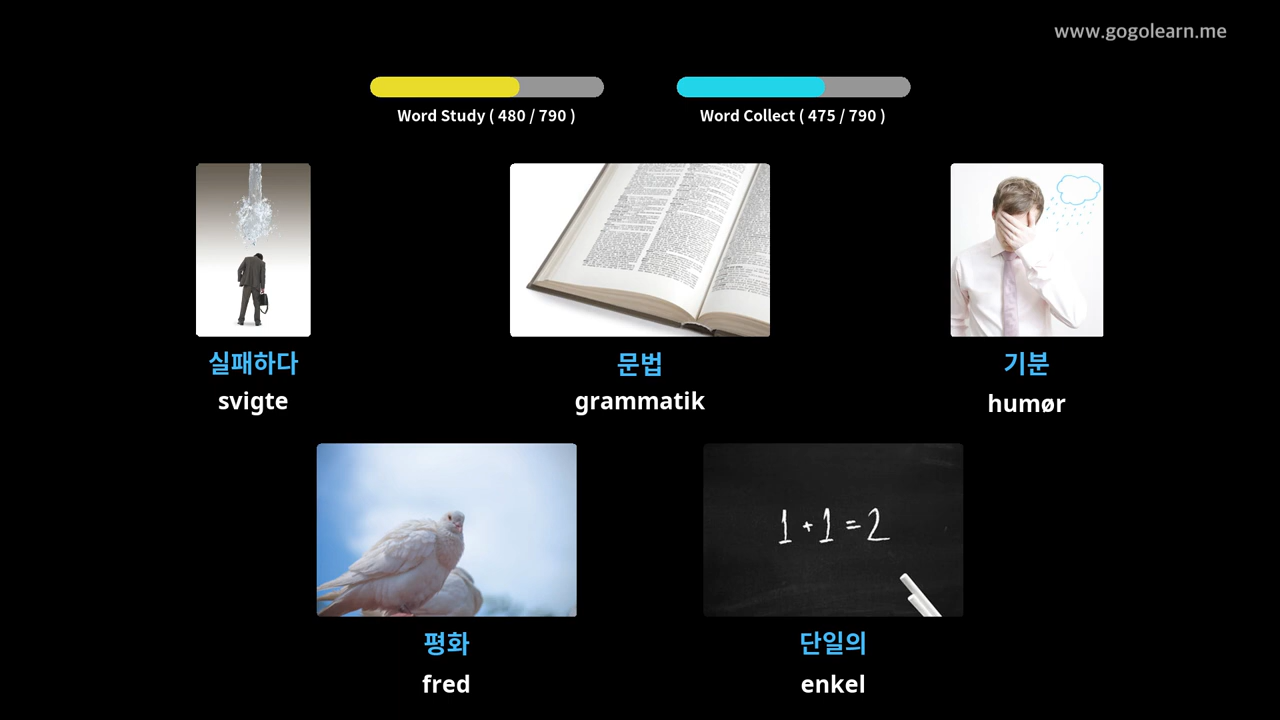 www.gogolearn.me
Word Study ( 480 / 790 )
Word Collect ( 475 / 790 )
실패하다
svigte
문법
grammatik
기분
humør
평화
fred
1 + 1 = 2
단일의
enkel